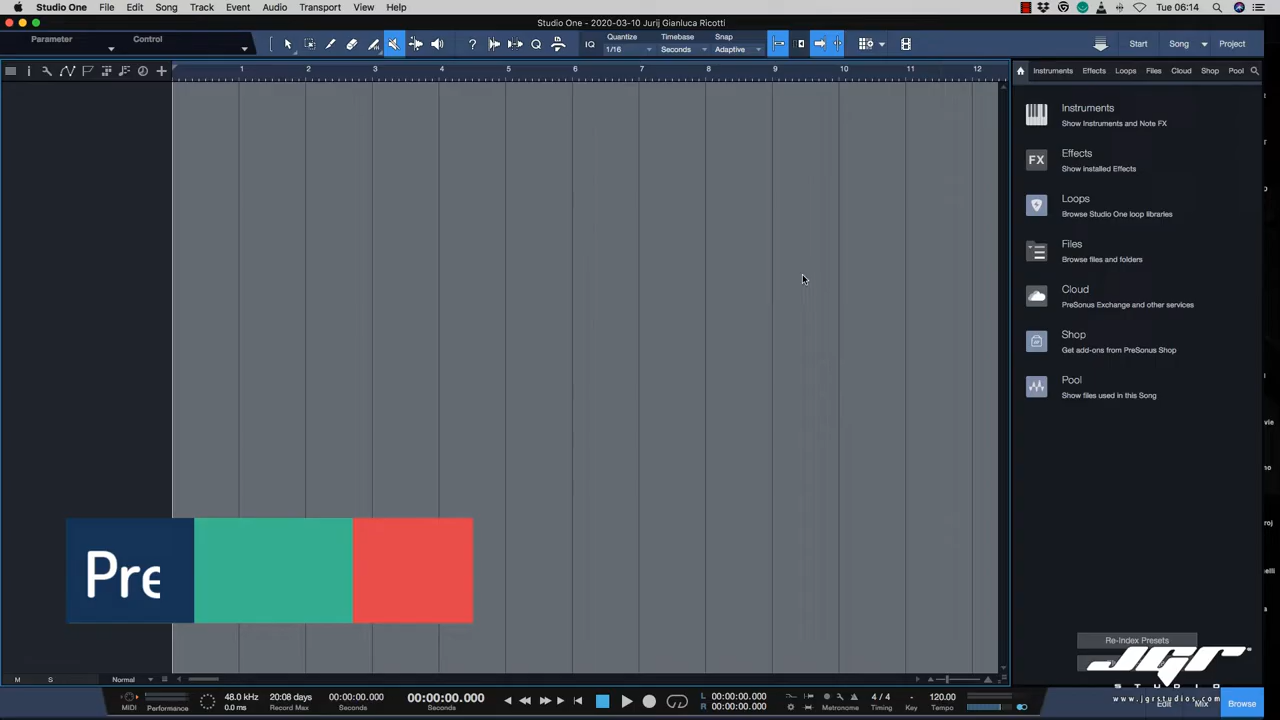 Studio One File Edit Song Track Event Audio Transport View Help Tue 06:14
Studio One - 2020-03-10 Jurij Gianluca Ricotti
Parameter Control
? IQ Quantize 1/16 Timebase Seconds Snap Adaptive Start Song Project
1 2 3 4 5 6 7 8 9 10 11 12
Instruments Effects Loops Files Cloud Shop Pool
Instruments
Show Instruments and Note FX
FX
Effects
Show installed Effects
Loops
Browse Studio One loop libraries
Files
Browse files and folders
Cloud
PreSonus Exchange and other services
Shop
Get add-ons from PreSonus Shop
Pool
Show files used in this Song
Pre
Re-Index Presets
JGR
STUDIO
www.jgrstudios.com
M S Normal
MIDI Performance
48.0 kHz
0.0 ms
20.08 days
Record Max
00:00:00.000
Seconds
00:00:00.000
Seconds
L 00:00:00.000
R 00:00:00.000
Metronome
4 / 4
Timing
Key
120.00
Tempo
Edit Mix Browse